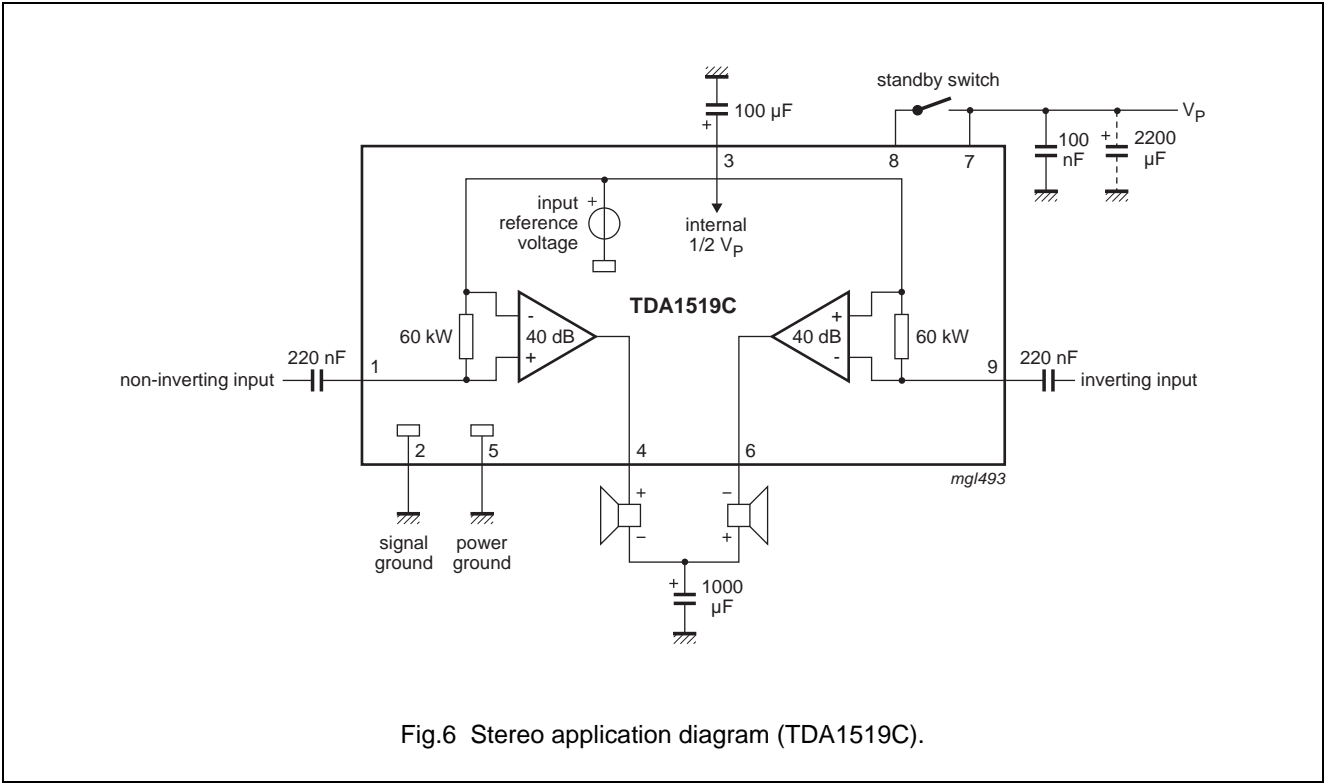 standby switch
100 µF
+
V_P
3
8
7
100
nF
+
2200
µF
input
reference
voltage
+
internal
1/2 V_P
TDA1519C
-
+
60 kW
40 dB
+
-
40 dB
60 kW
220 nF
non-inverting input
1
9
220 nF
inverting input
2
5
4
6
mgl493
signal
ground
power
ground
+
−
−
+
+
1000
µF
Fig.6 Stereo application diagram (TDA1519C).